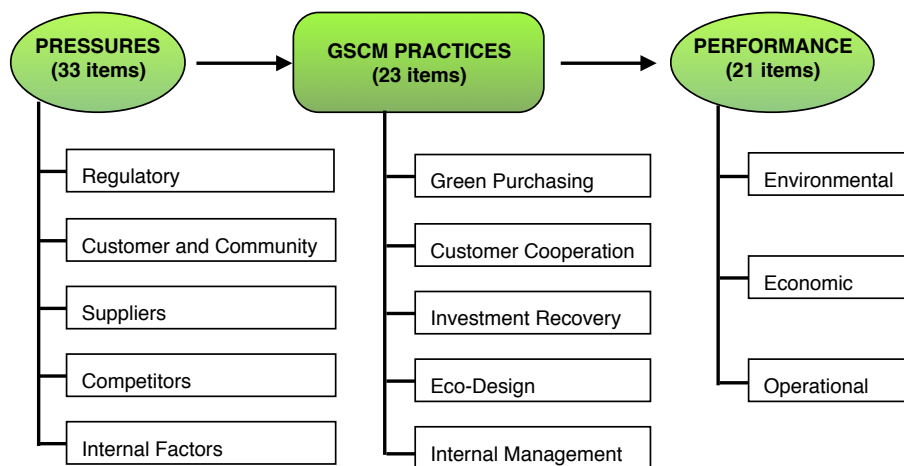 PRESSURES
(33 items)
GSCM PRACTICES
(23 items)
PERFORMANCE
(21 items)
Regulatory
Customer and Community
Suppliers
Competitors
Internal Factors
Green Purchasing
Customer Cooperation
Investment Recovery
Eco-Design
Internal Management
Environmental
Economic
Operational